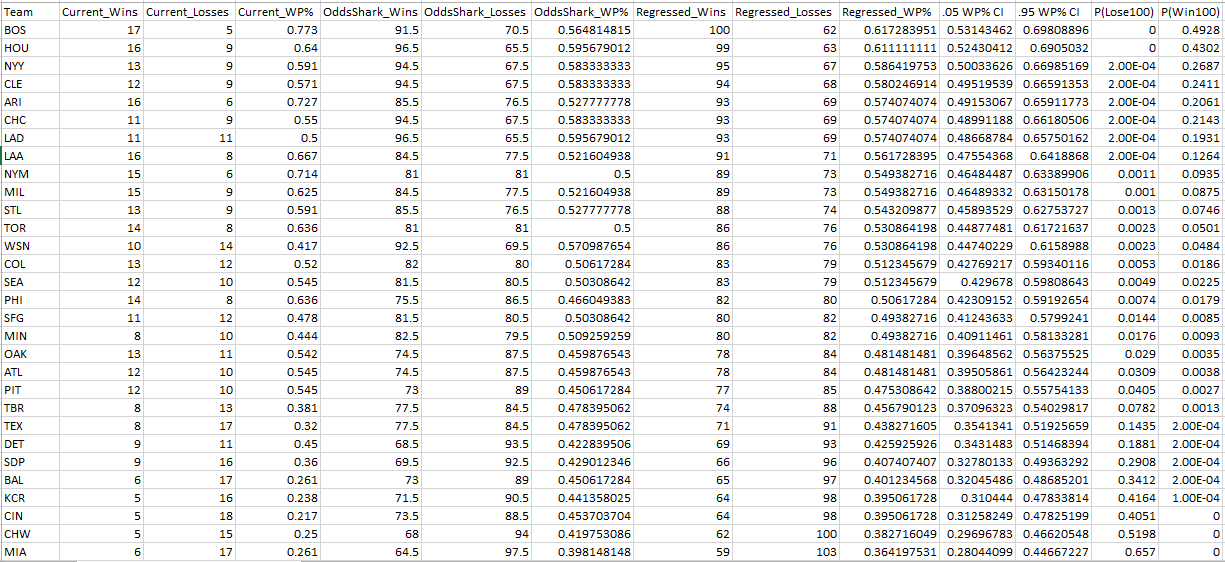 Team Current_Wins Current_Losses Current_WP% OddsShark_Wins OddsShark_Losses OddsShark_WP% Regressed_Wins Regressed_Losses Regressed_WP% .05 WP% CI .95 WP% CI P(Lose100) P(Win100)
BOS 17 5 0.773 91.5 70.5 0.564814815 100 62 0.617283951 0.53143462 0.69808896 0 0.4928
HOU 16 9 0.64 96.5 65.5 0.595679012 99 63 0.611111111 0.52430412 0.6905032 0 0.4302
NYY 13 9 0.591 94.5 67.5 0.583333333 95 67 0.586419753 0.50033626 0.66985169 2.00E-04 0.2687
CLE 12 9 0.571 94.5 67.5 0.583333333 94 68 0.580246914 0.49519539 0.66591353 2.00E-04 0.2411
ARI 16 6 0.727 85.5 76.5 0.527777778 93 69 0.574074074 0.49153067 0.65911773 2.00E-04 0.2061
CHC 11 9 0.55 94.5 67.5 0.583333333 93 69 0.574074074 0.48991188 0.66180506 2.00E-04 0.2143
LAD 11 11 0.5 96.5 65.5 0.595679012 93 69 0.574074074 0.48668784 0.65750162 2.00E-04 0.1931
LAA 16 8 0.667 84.5 77.5 0.521604938 91 71 0.561728395 0.47554368 0.6418868 2.00E-04 0.1264
NYM 15 6 0.714 81 81 0.5 89 73 0.549382716 0.46484487 0.63389906 0.0011 0.0935
MIL 15 9 0.625 84.5 77.5 0.521604938 89 73 0.549382716 0.46489332 0.63150178 0.001 0.0875
STL 13 9 0.591 85.5 76.5 0.527777778 88 74 0.543209877 0.45893529 0.62753727 0.0013 0.0746
TOR 14 8 0.636 81 81 0.5 86 76 0.530864198 0.44877481 0.61721637 0.0023 0.0501
WSN 10 14 0.417 92.5 69.5 0.570987654 86 76 0.530864198 0.44740229 0.6158988 0.0023 0.0484
COL 13 12 0.52 82 80 0.50617284 83 79 0.512345679 0.42769217 0.59340116 0.0053 0.0186
SEA 12 10 0.545 81.5 80.5 0.50308642 83 79 0.512345679 0.429678 0.59808643 0.0049 0.0225
PHI 14 8 0.636 75.5 86.5 0.466049383 82 80 0.50617284 0.42309152 0.59192654 0.0074 0.0179
SFG 11 12 0.478 81.5 80.5 0.50308642 80 82 0.49382716 0.41243633 0.5799241 0.0144 0.0085
MIN 8 10 0.444 82.5 79.5 0.509259259 80 82 0.49382716 0.40911461 0.58133281 0.0176 0.0093
OAK 13 11 0.542 74.5 87.5 0.459876543 78 84 0.481481481 0.39648562 0.56375525 0.029 0.0035
ATL 12 10 0.545 74.5 87.5 0.459876543 78 84 0.481481481 0.39505861 0.56423244 0.0309 0.0038
PIT 12 10 0.545 73 89 0.450617284 77 85 0.475308642 0.38800215 0.55754133 0.0405 0.0027
TBR 8 13 0.381 77.5 84.5 0.478395062 74 88 0.456790123 0.37096323 0.54029817 0.0782 0.0013
TEX 8 17 0.32 77.5 84.5 0.478395062 71 91 0.438271605 0.3541341 0.51925659 0.1435 2.00E-04
DET 9 11 0.45 68.5 93.5 0.422839506 69 93 0.425925926 0.3431483 0.51468394 0.1881 2.00E-04
SDP 9 16 0.36 69.5 92.5 0.429012346 66 96 0.407407407 0.32780133 0.49363292 0.2908 2.00E-04
BAL 6 17 0.261 73 89 0.450617284 65 97 0.401234568 0.32045486 0.48685201 0.3412 2.00E-04
KCR 5 16 0.238 71.5 90.5 0.441358025 64 98 0.395061728 0.310444 0.47833814 0.4164 1.00E-04
CIN 5 18 0.217 73.5 88.5 0.453703704 64 98 0.395061728 0.31258249 0.47825199 0.4051 0
CHW 5 15 0.25 68 94 0.419753086 62 100 0.382716049 0.29696783 0.46620548 0.5198 0
MIA 6 17 0.261 64.5 97.5 0.398148148 59 103 0.364197531 0.28044099 0.44667227 0.657 0